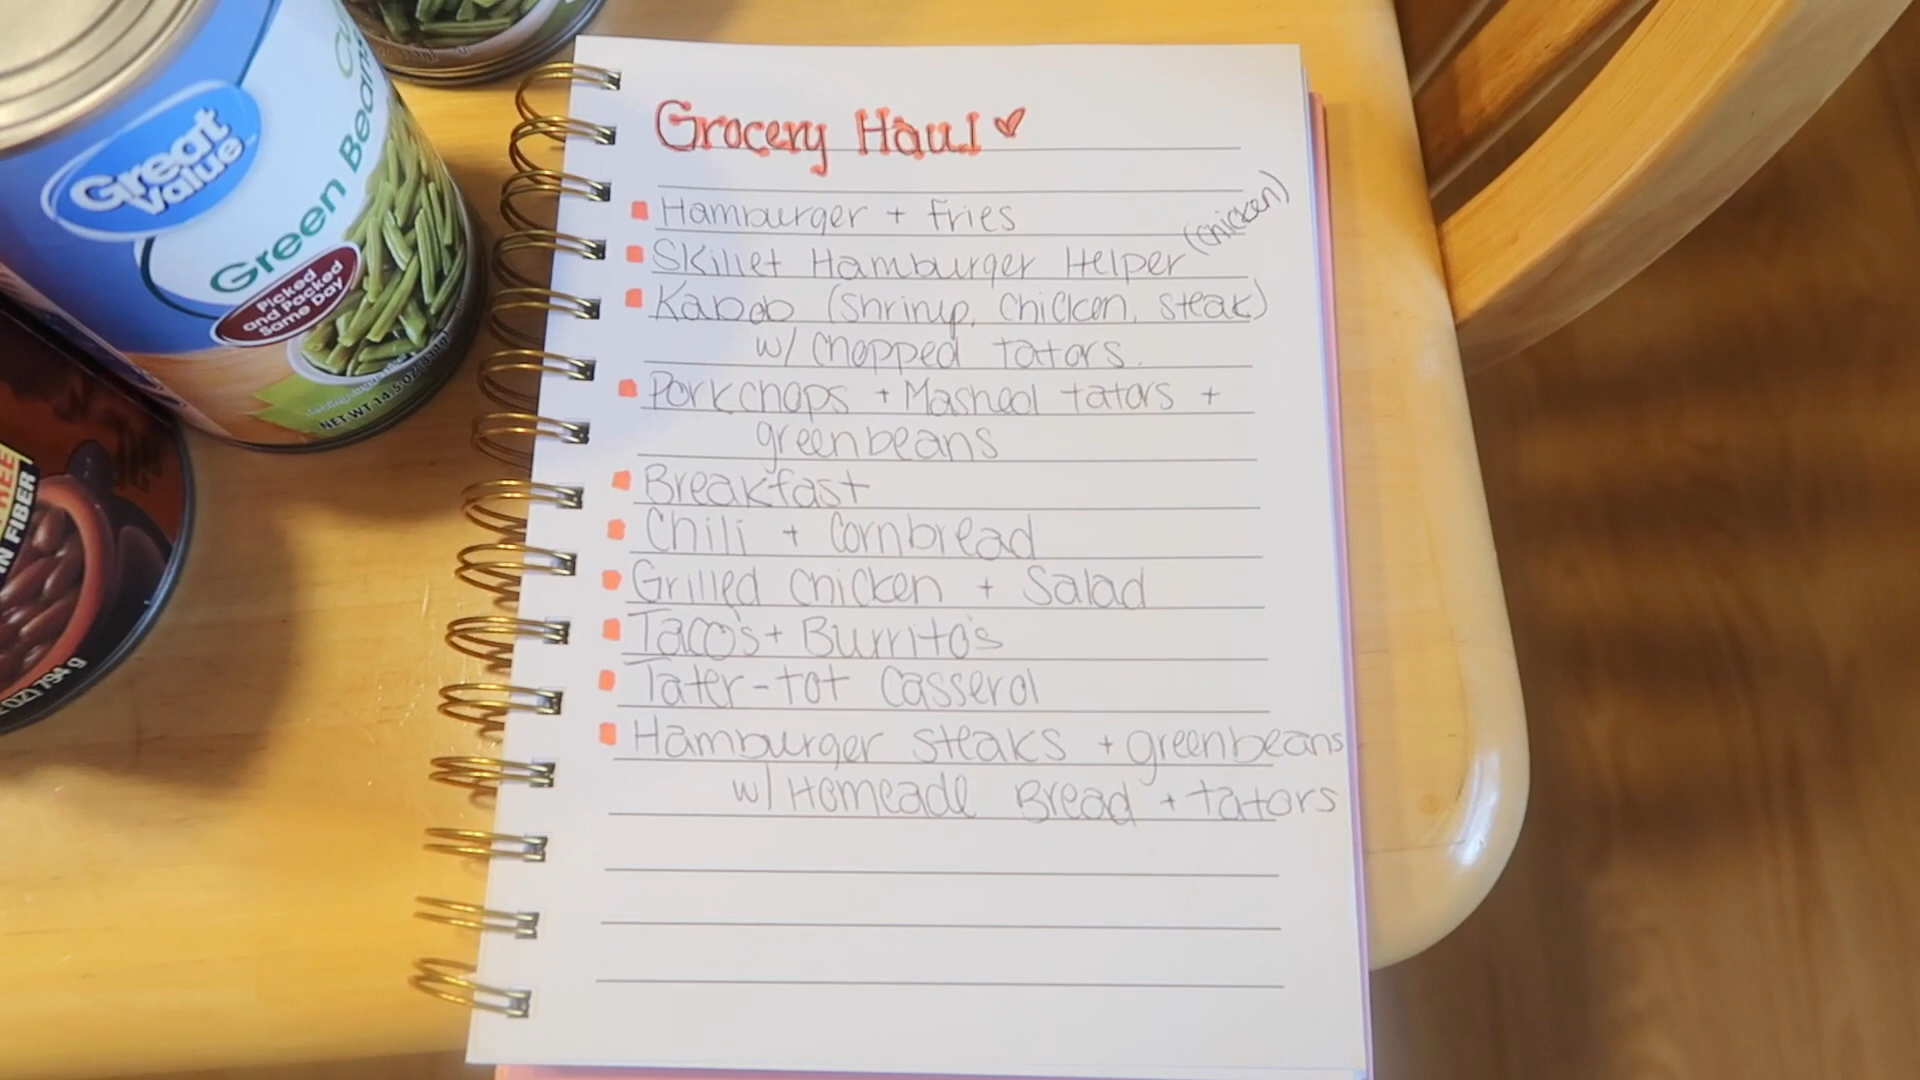 Great
Value
Green Beans
Picked
and Packed
Same Day
NET WT 14.5 OZ
FIBER
OZ) 794 g
Grocery Haul
Hamburger + fries
Skillet Hamburger Helper (chicken)
Kabob (shrimp, chicken, steak)
w/ chopped tators.
Porkchops + Mashed tators +
greenbeans
Breakfast
Chili + Cornbread
Grilled chicken + Salad
Taco's + Burrito's
Tater-tot Casserol
Hamburger steaks + greenbeans
w/ Homeade Bread + tators